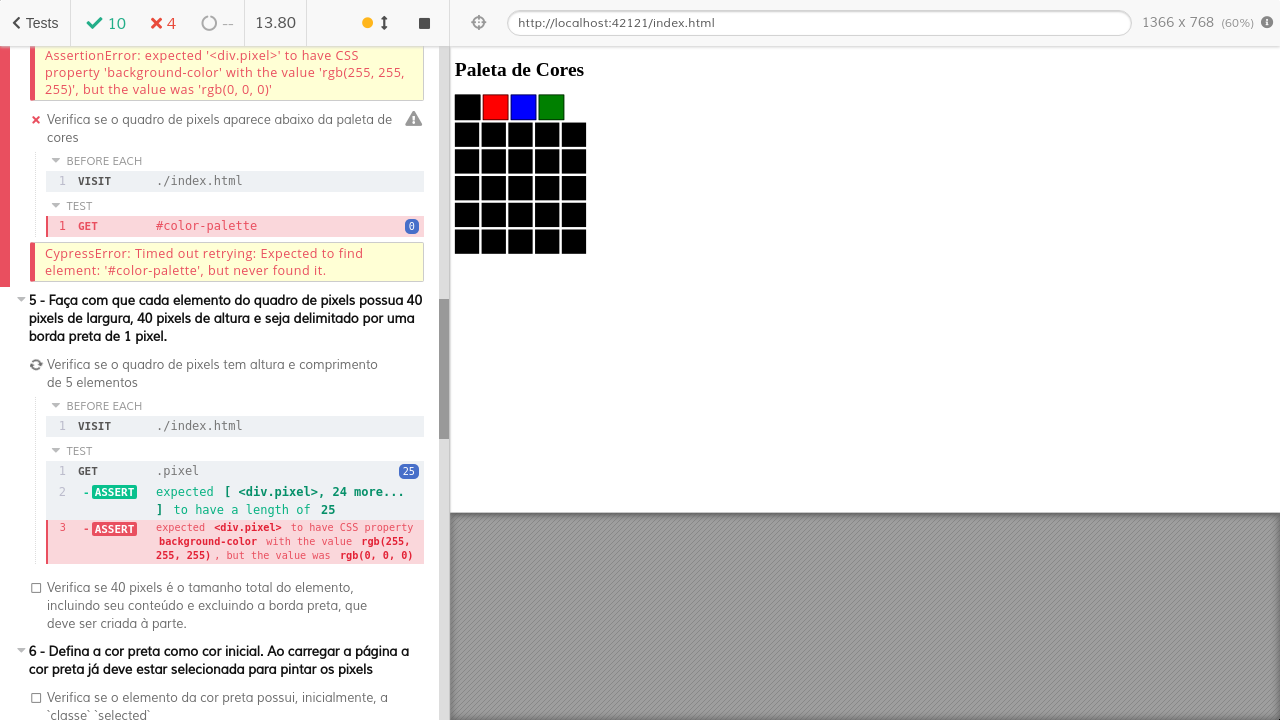 Tests
10
4
--
13.80
http://localhost:42121/index.html
1366 x 768 (60%)
AssertionError: expected '<div.pixel>' to have CSS
property 'background-color' with the value 'rgb(255, 255,
255)', but the value was 'rgb(0, 0, 0)'
Verifica se o quadro de pixels aparece abaixo da paleta de
cores
BEFORE EACH
1 VISIT ./index.html
TEST
1 GET #color-palette 0
CypressError: Timed out retrying: Expected to find
element: '#color-palette', but never found it.
5 - Faça com que cada elemento do quadro de pixels possua 40
pixels de largura, 40 pixels de altura e seja delimitado por uma
borda preta de 1 pixel.
Verifica se o quadro de pixels tem altura e comprimento
de 5 elementos
BEFORE EACH
1 VISIT ./index.html
TEST
1 GET .pixel 25
2 - ASSERT expected [ <div.pixel>, 24 more...
] to have a length of 25
3 - ASSERT expected <div.pixel> to have CSS property
background-color with the value rgb(255,
255, 255) , but the value was rgb(0, 0, 0)
Verifica se 40 pixels é o tamanho total do elemento,
incluindo seu conteúdo e excluindo a borda preta, que
deve ser criada à parte.
6 - Defina a cor preta como cor inicial. Ao carregar a página a
cor preta já deve estar selecionada para pintar os pixels
Verifica se o elemento da cor preta possui, inicialmente, a
`classe` `selected`
Paleta de Cores